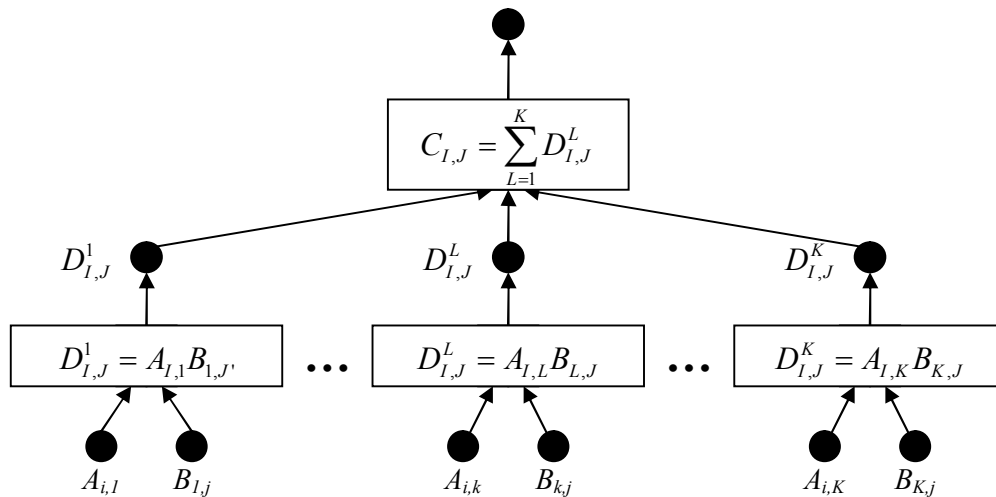 C_{I,J} = \sum_{L=1}^{K} D_{I,J}^{L}
D_{I,J}^{1} D_{I,J}^{L} D_{I,J}^{K}
D_{I,J}^{1} = A_{I,1} B_{1,J'} ••• D_{I,J}^{L} = A_{I,L} B_{L,J} ••• D_{I,J}^{K} = A_{I,K} B_{K,J}
A_{i,1} B_{1,j} A_{i,k} B_{k,j} A_{i,K} B_{K,j}